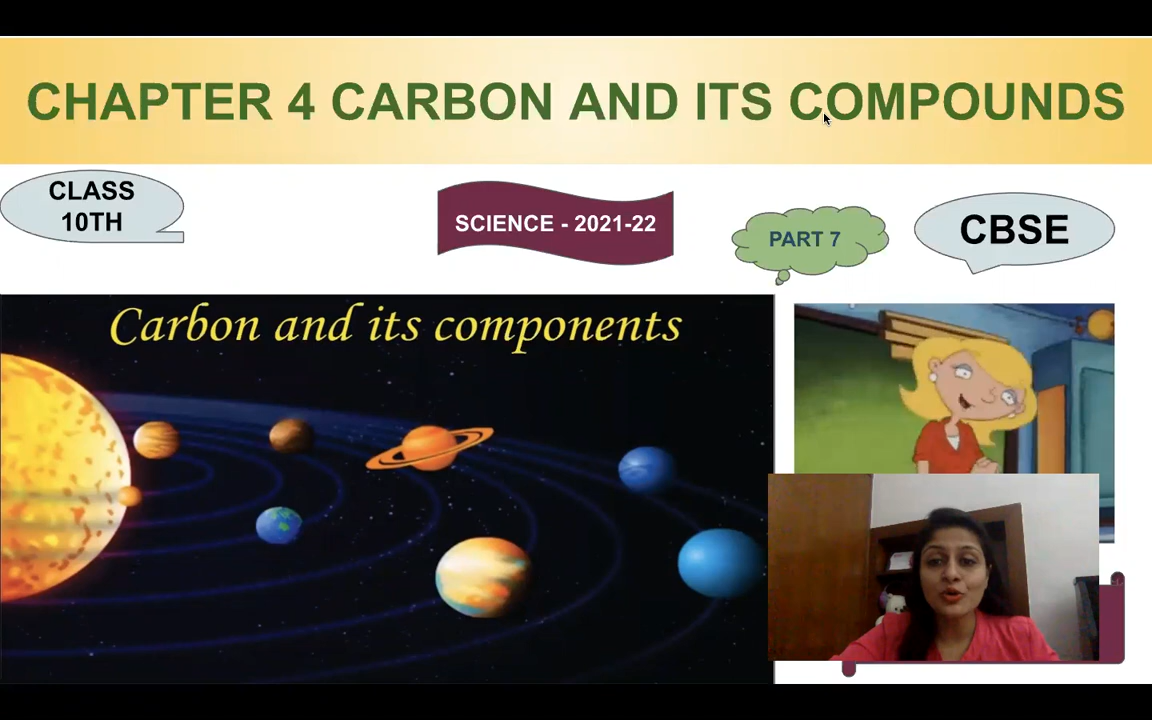 CHAPTER 4 CARBON AND ITS COMPOUNDS
CLASS
10TH
SCIENCE - 2021-22
PART 7
CBSE
Carbon and its components